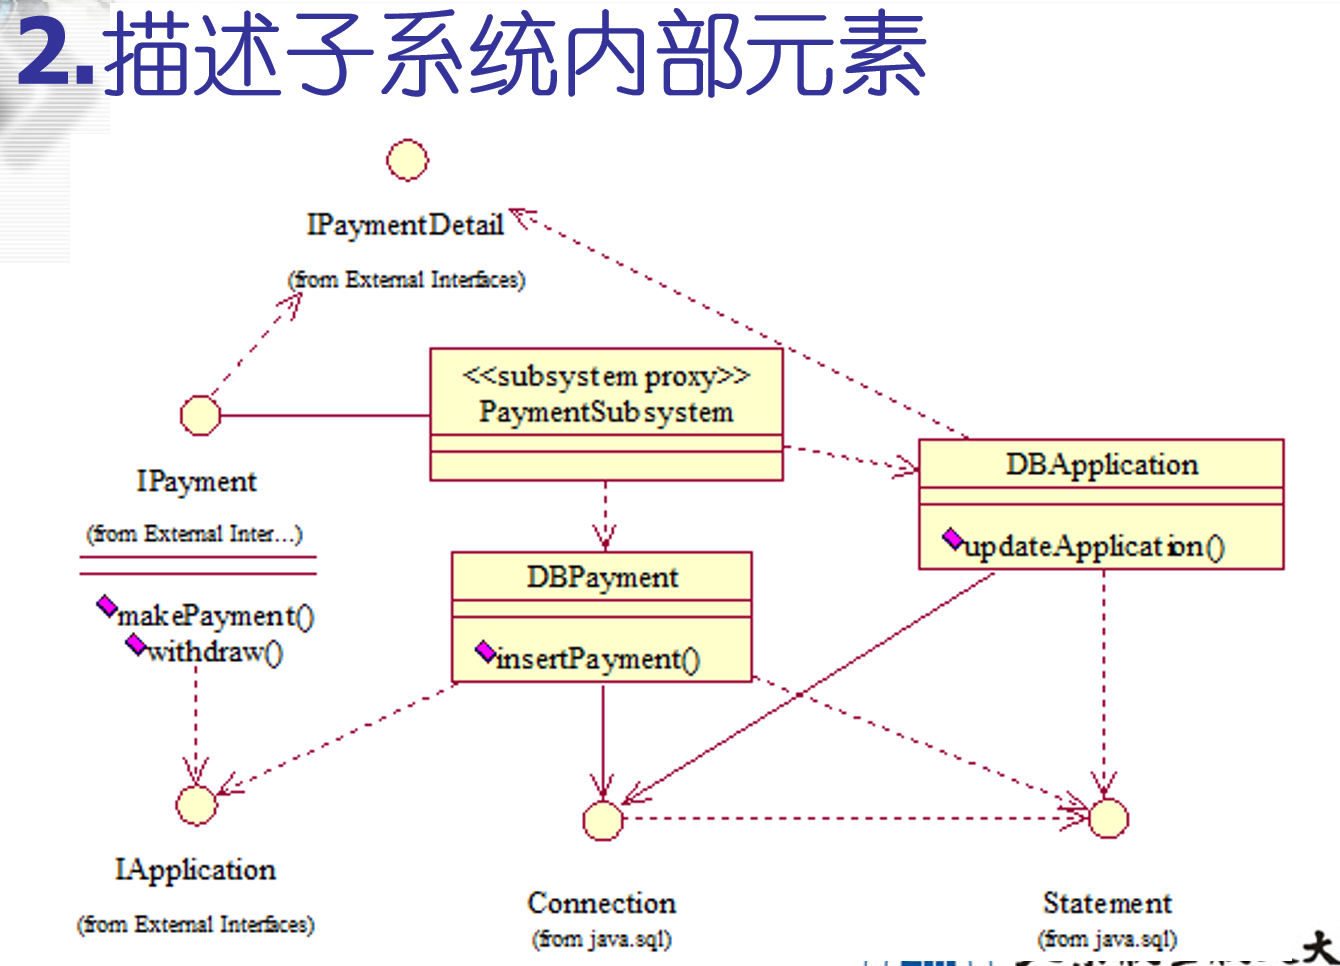 2.描述子系统内部元素
IPaymentDetail
(from External Interfaces)
<<subsystem proxy>>
PaymentSubsystem
IPayment
(from External Inter...)
makePayment()
withdraw()
DBApplication
updateApplication()
DBPayment
insertPayment()
IApplication
(from External Interfaces)
Connection
(from java.sql)
Statement
(from java.sql)
大